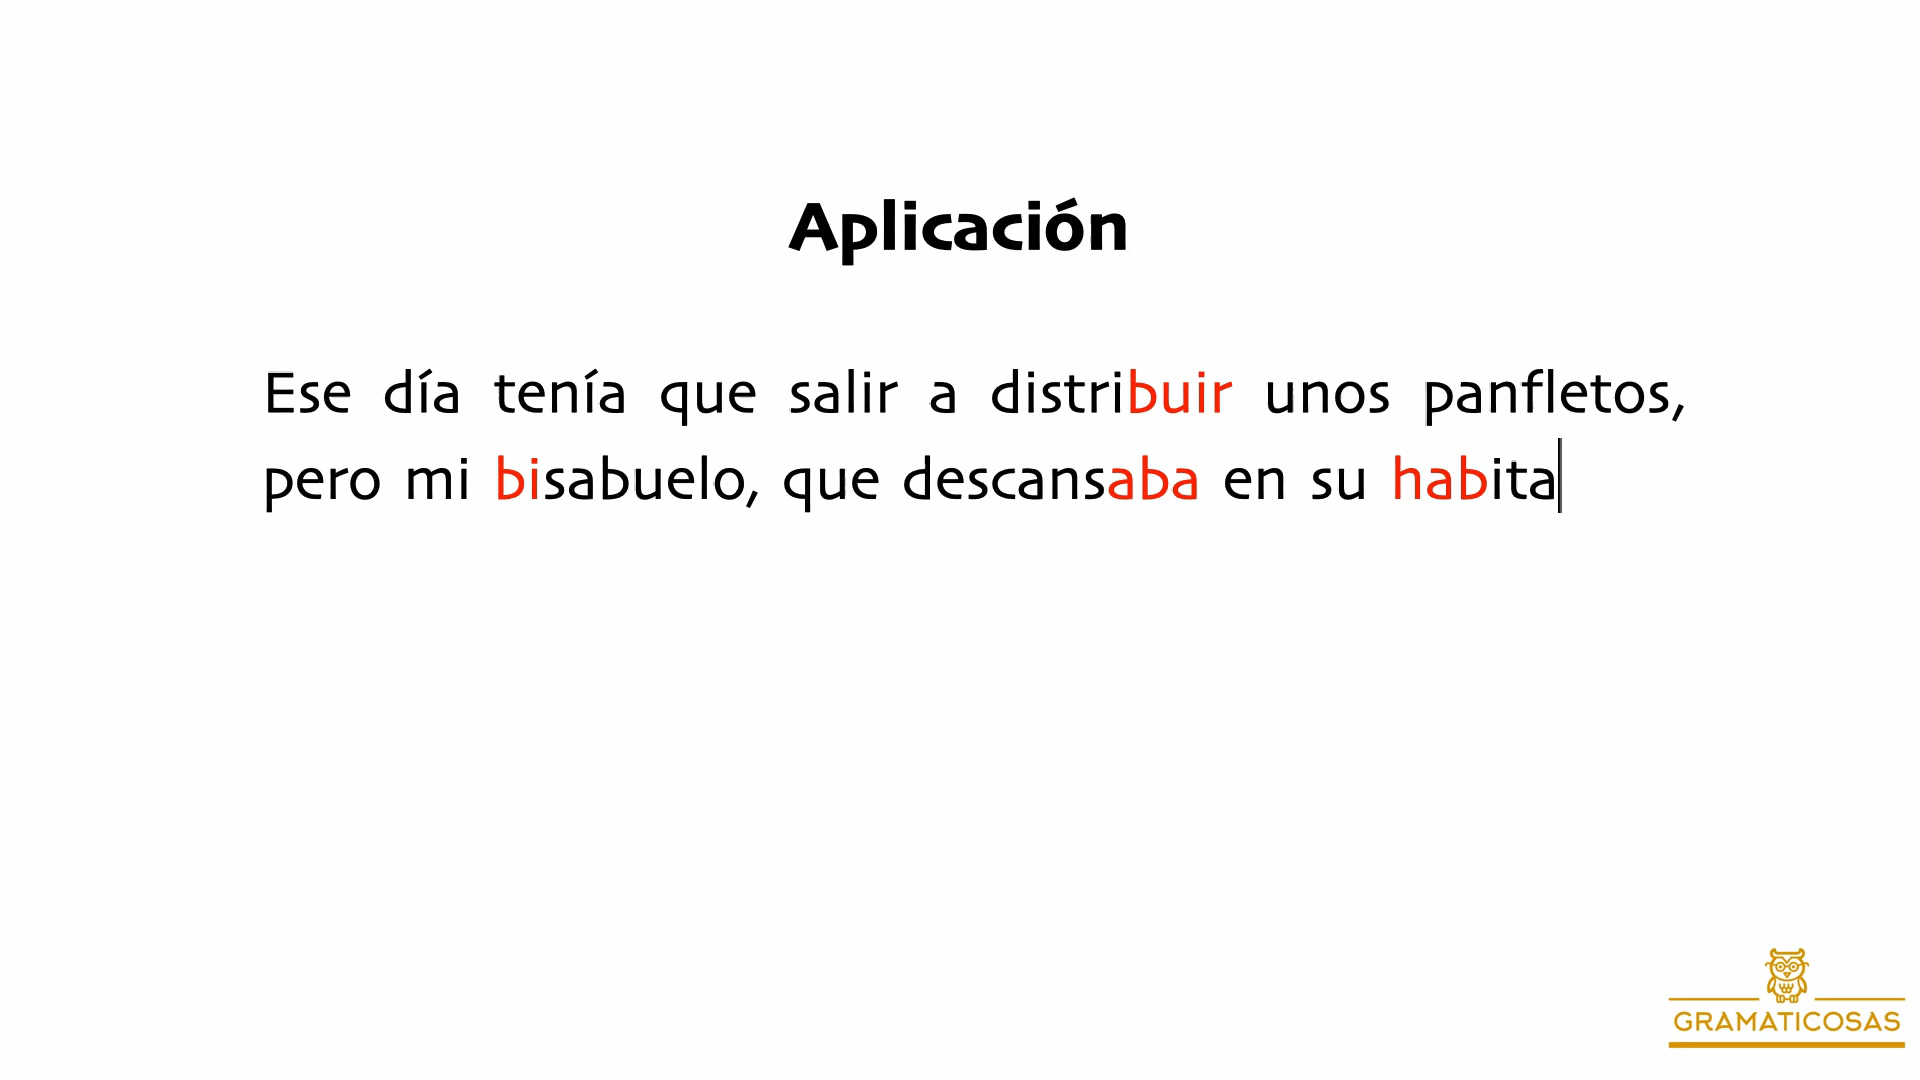 Aplicación
Ese día tenía que salir a distribuir unos panfletos,
pero mi bisabuelo, que descansaba en su habita
GRAMATICOSAS